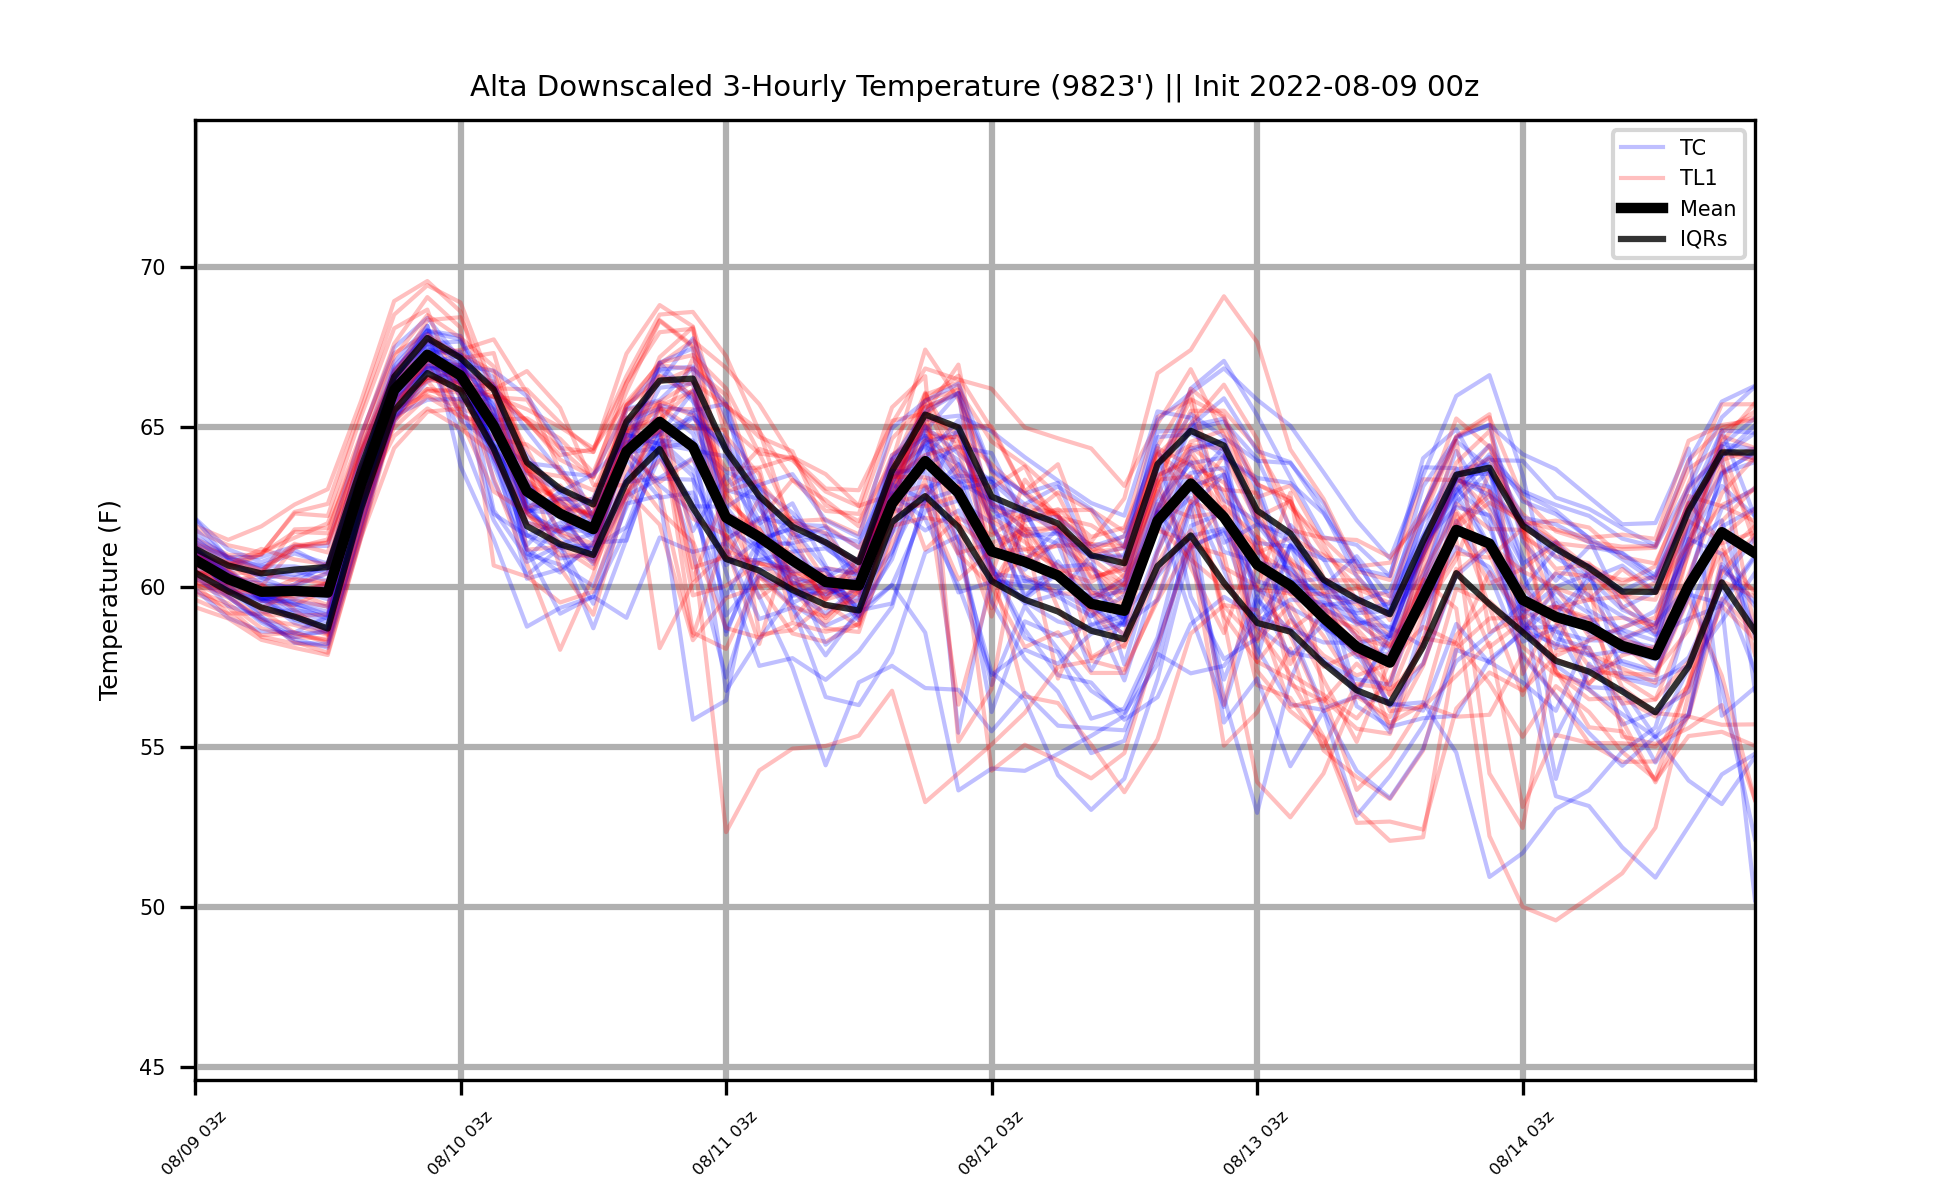 Alta Downscaled 3-Hourly Temperature (9823') || Init 2022-08-09 00z
TC
TL1
Mean
IQRs
Temperature (F)
70
65
60
55
50
45
08/09 03z
08/10 03z
08/11 03z
08/12 03z
08/13 03z
08/14 03z